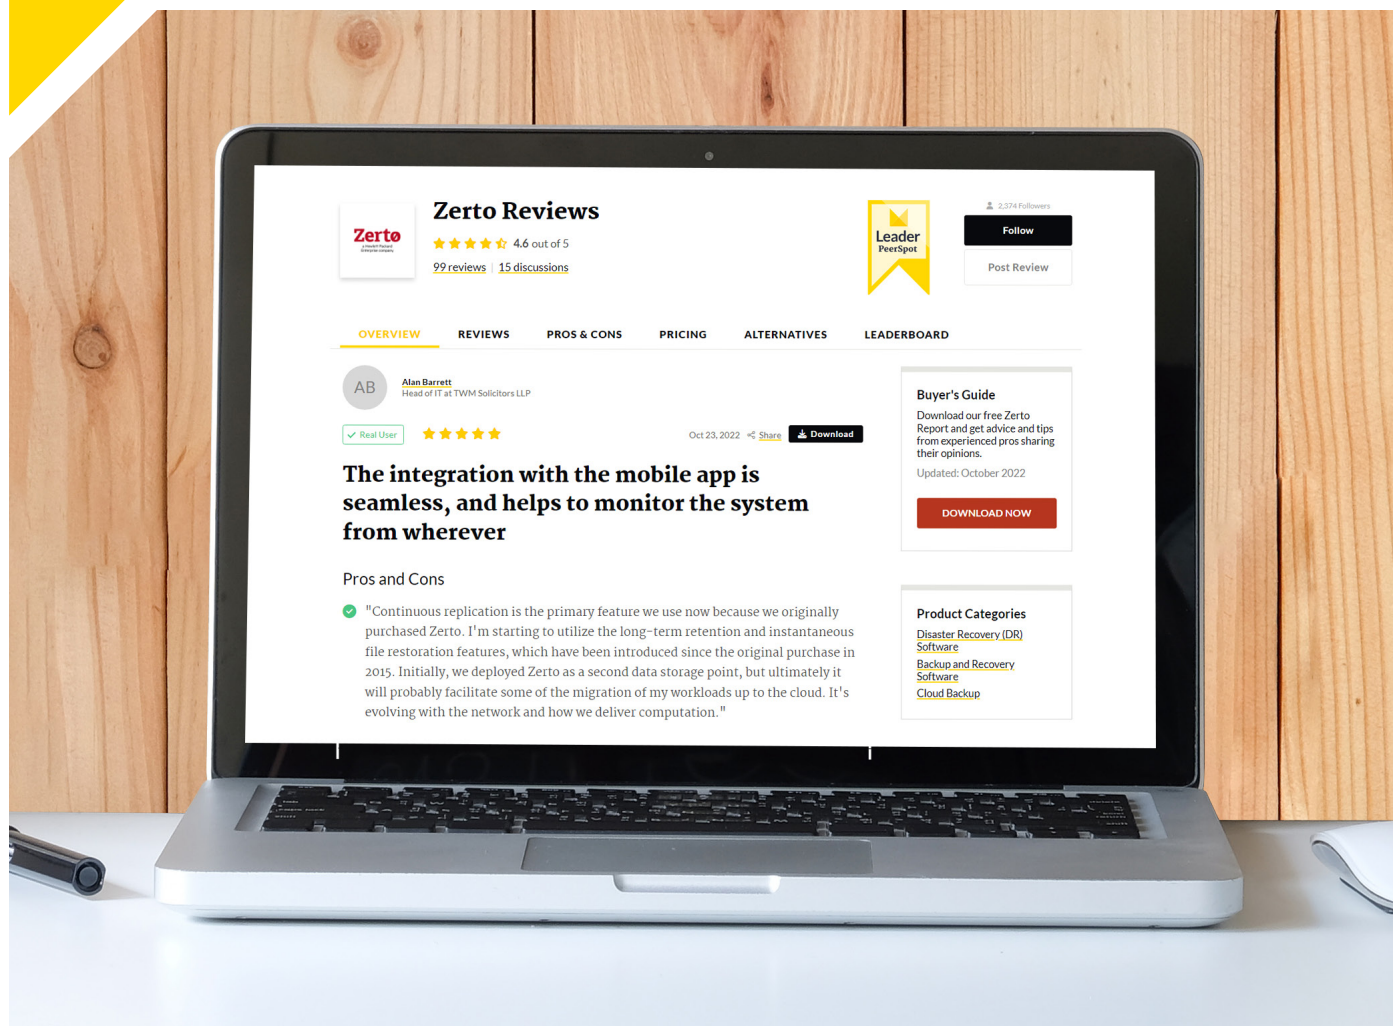 Zerto Reviews
Zerto
a Hewlett Packard
Enterprise company
4.6 out of 5
99 reviews | 15 discussions
Leader
PeerSpot
2,374 Followers
Follow
Post Review
OVERVIEW REVIEWS PROS & CONS PRICING ALTERNATIVES LEADERBOARD
AB
Alan Barrett
Head of IT at TWM Solicitors LLP
Real User
Oct 23, 2022 Share Download
The integration with the mobile app is
seamless, and helps to monitor the system
from wherever
Pros and Cons
"Continuous replication is the primary feature we use now because we originally
purchased Zerto. I'm starting to utilize the long-term retention and instantaneous
file restoration features, which have been introduced since the original purchase in
2015. Initially, we deployed Zerto as a second data storage point, but ultimately it
will probably facilitate some of the migration of my workloads up to the cloud. It's
evolving with the network and how we deliver computation."
Buyer's Guide
Download our free Zerto
Report and get advice and tips
from experienced pros sharing
their opinions.
Updated: October 2022
DOWNLOAD NOW
Product Categories
Disaster Recovery (DR)
Software
Backup and Recovery
Software
Cloud Backup